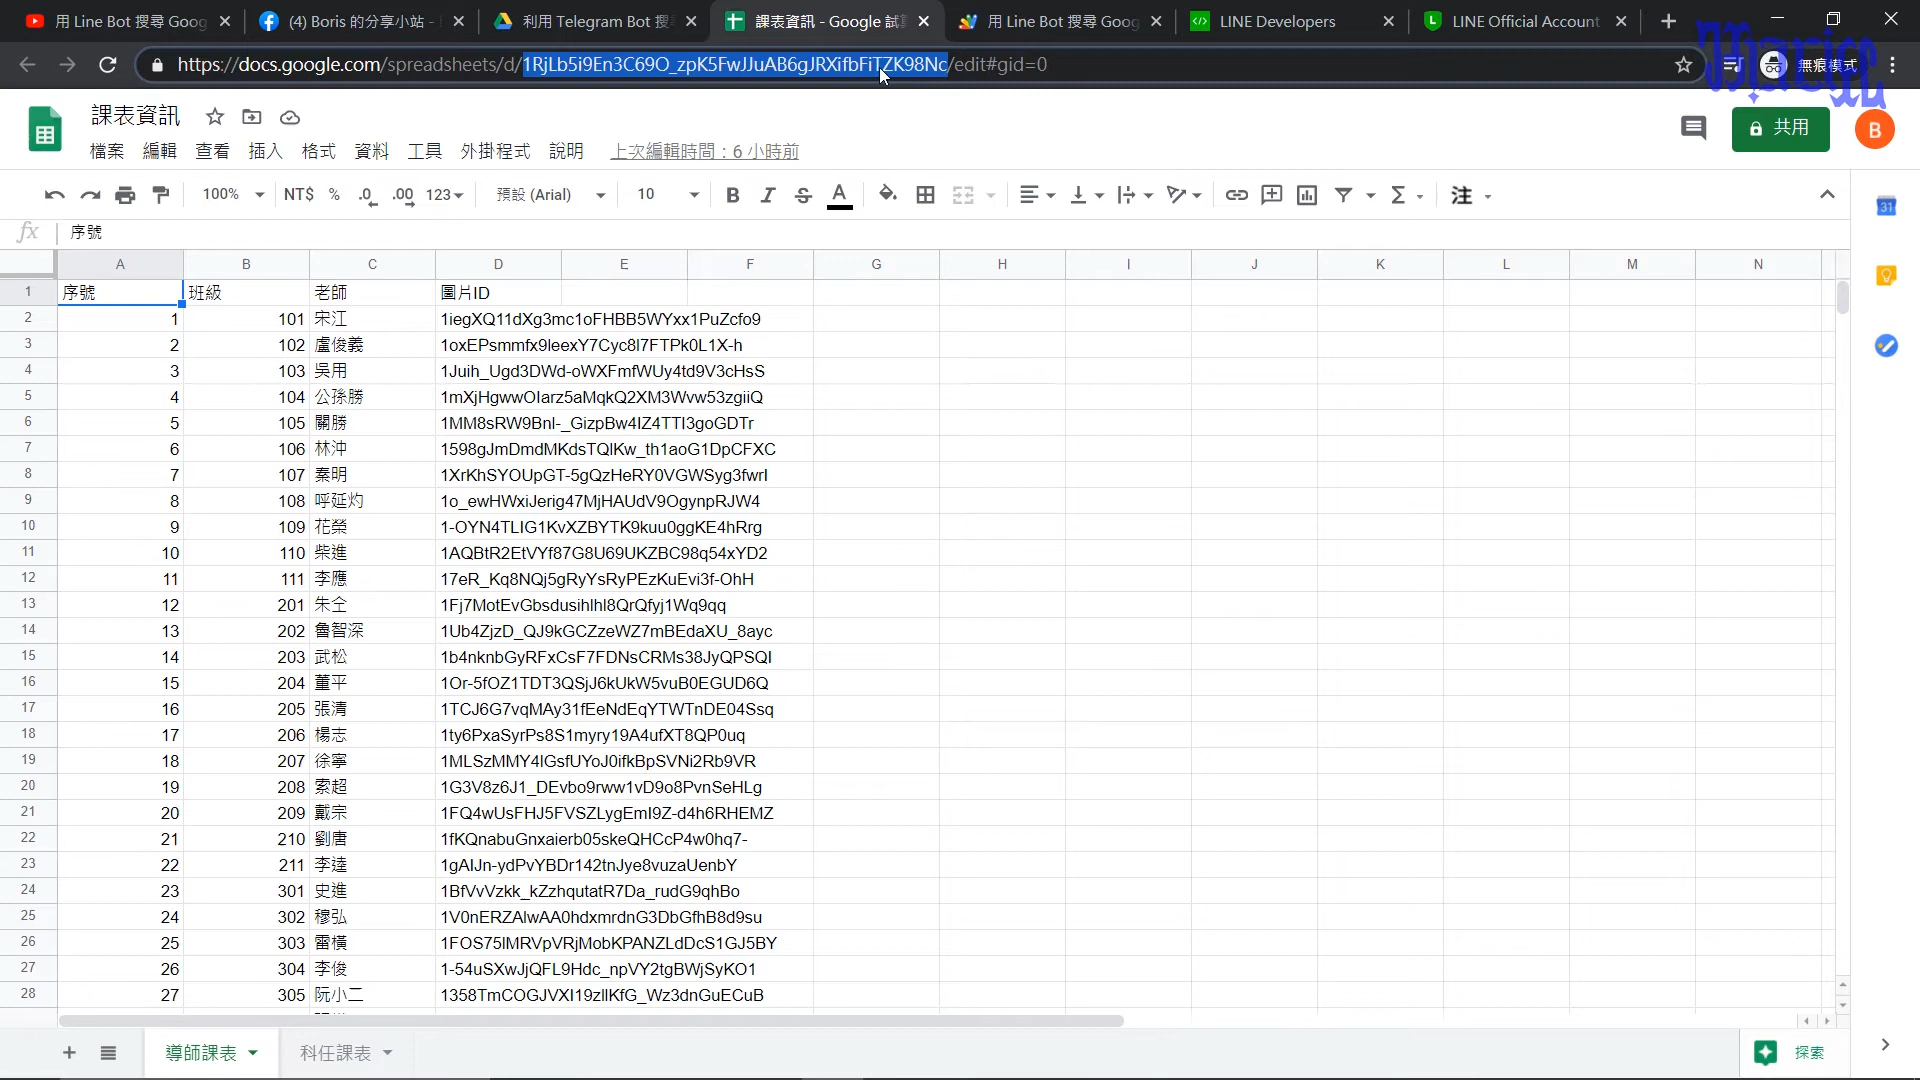 用 Line Bot 搜尋 Goog
(4) Boris 的分享小站 -
利用 Telegram Bot 搜
課表資訊 - Google 試
用 Line Bot 搜尋 Goog
LINE Developers
LINE Official Account
https://docs.google.com/spreadsheets/d/1RjLb5i9En3C69O_zpK5FwJJuAB6gJRXifbFiTZK98Nc/edit#gid=0
無痕模式
課表資訊
共用
B
檔案 編輯 查看 插入 格式 資料 工具 外掛程式 說明 上次編輯時間：6 小時前
100% NT$ % .0 .00 123 預設 (Arial) 10 B I S A Σ 注
fx 序號
A B C D E F G H I J K L M N
1 序號 班級 老師 圖片ID
2 1 101 宋江 1iegXQ11dXg3mc1oFHBB5WYxx1PuZcfo9
3 2 102 盧俊義 1oxEPsmmfx9leexY7Cyc8l7FTPk0L1X-h
4 3 103 吳用 1Juih_Ugd3DWd-oWXFmfWUy4td9V3cHsS
5 4 104 公孫勝 1mXjHgwwOIarz5aMqkQ2XM3Wvw53zgiiQ
6 5 105 關勝 1MM8sRW9Bnl-_GizpBw4IZ4TTI3goGDTr
7 6 106 林沖 1598gJmDmdMKdsTQlKw_th1aoG1DpCFXC
8 7 107 秦明 1XrKhSYOUpGT-5gQzHeRY0VGWSyg3fwrI
9 8 108 呼延灼 1o_ewHWxiJerig47MjHAUdV9OgynpRJW4
10 9 109 花榮 1-OYN4TLIG1KvXZBYTK9kuu0ggKE4hRrg
11 10 110 柴進 1AQBtR2EtVYf87G8U69UKZBC98q54xYD2
12 11 111 李應 17eR_Kq8NQj5gRyYsRyPEzKuEvi3f-OhH
13 12 201 朱仝 1Fj7MotEvGbsdusihlhl8QrQfyj1Wq9qq
14 13 202 魯智深 1Ub4ZjzD_QJ9kGCZzeWZ7mBEdaXU_8ayc
15 14 203 武松 1b4nknbGyRFxCsF7FDNsCRMs38JyQPSQI
16 15 204 董平 1Or-5fOZ1TDT3QSjJ6kUkW5vuB0EGUD6Q
17 16 205 張清 1TCJ6G7vqMAy31fEeNdEqYTWTnDE04Ssq
18 17 206 楊志 1ty6PxaSyrPs8S1myry19A4ufXT8QP0uq
19 18 207 徐寧 1MLSzMMY4lGsfUYoJ0ifkBpSVNi2Rb9VR
20 19 208 索超 1G3V8z6J1_DEvbo9rww1vD9o8PvnSeHLg
21 20 209 戴宗 1FQ4wUsFHJ5FVSZLygEmI9Z-d4h6RHEMZ
22 21 210 劉唐 1fKQnabuGnxaierb05skeQHCcP4w0hq7-
23 22 211 李逵 1gAIJn-ydPvYBDr142tnJye8vuzaUenbY
24 23 301 史進 1BfVvVzkk_kZzhqutatR7Da_rudG9qhBo
25 24 302 穆弘 1V0nERZAlwAA0hdxmrdnG3DbGfhB8d9su
26 25 303 雷橫 1FOS75lMRVpVRjMobKPANZLdDcS1GJ5BY
27 26 304 李俊 1-54uSXwJjQFL9Hdc_npVY2tgBWjSyKO1
28 27 305 阮小二 1358TmCOGJVXI19zllKfG_Wz3dnGuECuB
導師課表 科任課表 探索
31